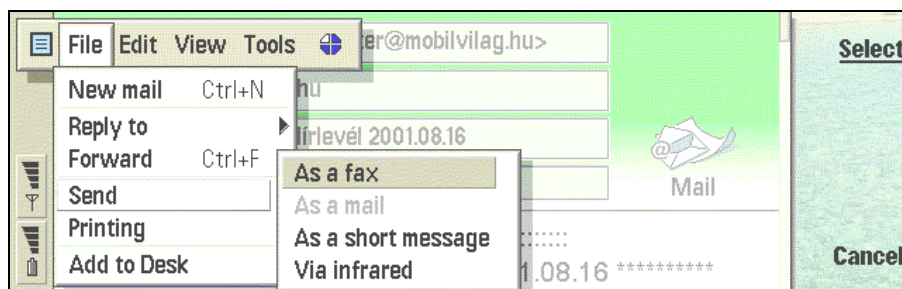 File Edit View Tools
er@mobilvilag.hu>
Select
New mail Ctrl+N
hu
Reply to
írlevél 2001.08.16
Forward Ctrl+F
As a fax
Send
As a mail
Mail
Printing
As a short message
Add to Desk
Via infrared
1.08.16 **********
Cancel